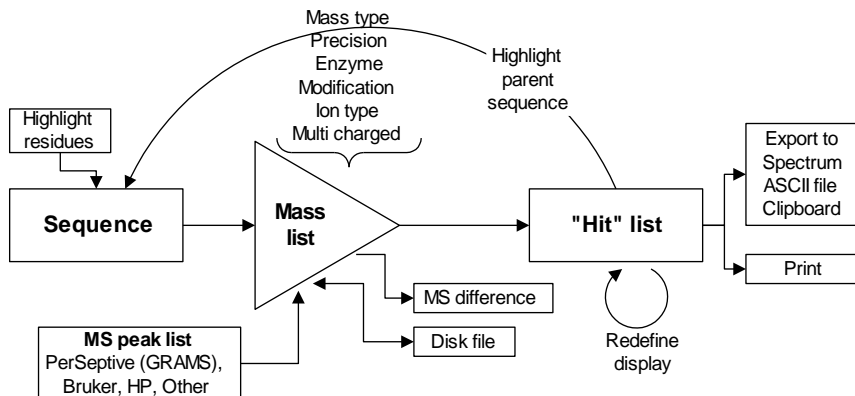 Mass type
Precision
Enzyme
Modification
Ion type
Multi charged
Highlight
parent
sequence
Highlight
residues
Sequence
Mass
list
"Hit" list
Export to
Spectrum
ASCII file
Clipboard
Print
MS difference
Disk file
Redefine
display
MS peak list
PerSeptive (GRAMS),
Bruker, HP, Other